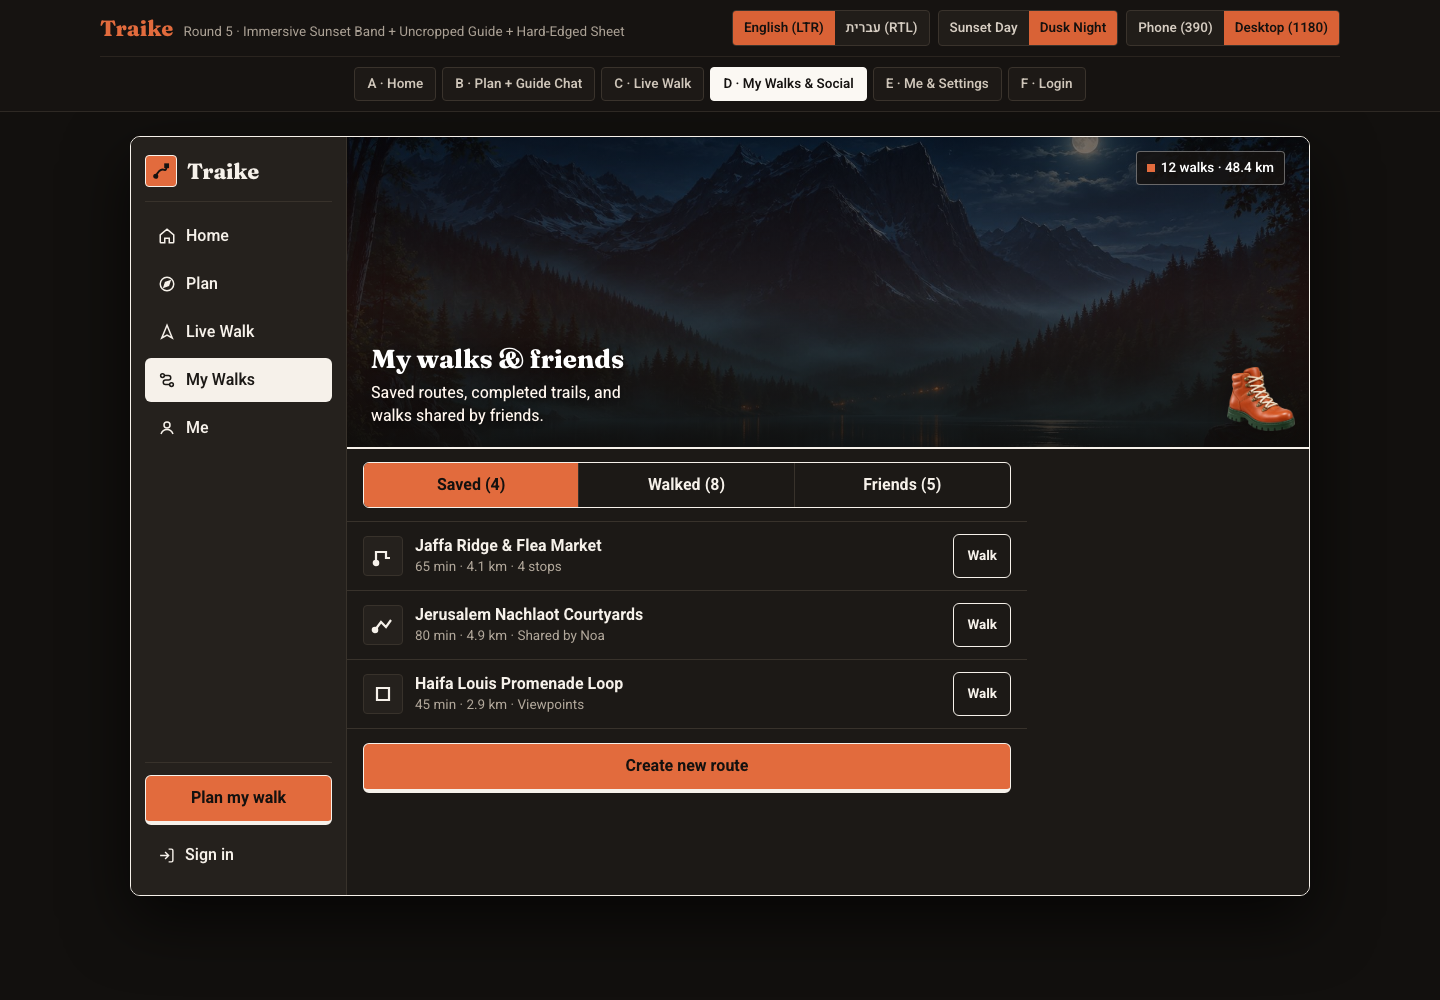 Traike Round 5 · Immersive Sunset Band + Uncropped Guide + Hard-Edged Sheet
English (LTR) עברית (RTL) Sunset Day Dusk Night Phone (390) Desktop (1180)
A · Home B · Plan + Guide Chat C · Live Walk D · My Walks & Social E · Me & Settings F · Login
Traike
Home
Plan
Live Walk
My Walks
Me
Plan my walk
Sign in
12 walks · 48.4 km
My walks & friends
Saved routes, completed trails, and
walks shared by friends.
Saved (4) Walked (8) Friends (5)
Jaffa Ridge & Flea Market
65 min · 4.1 km · 4 stops
Walk
Jerusalem Nachlaot Courtyards
80 min · 4.9 km · Shared by Noa
Walk
Haifa Louis Promenade Loop
45 min · 2.9 km · Viewpoints
Walk
Create new route